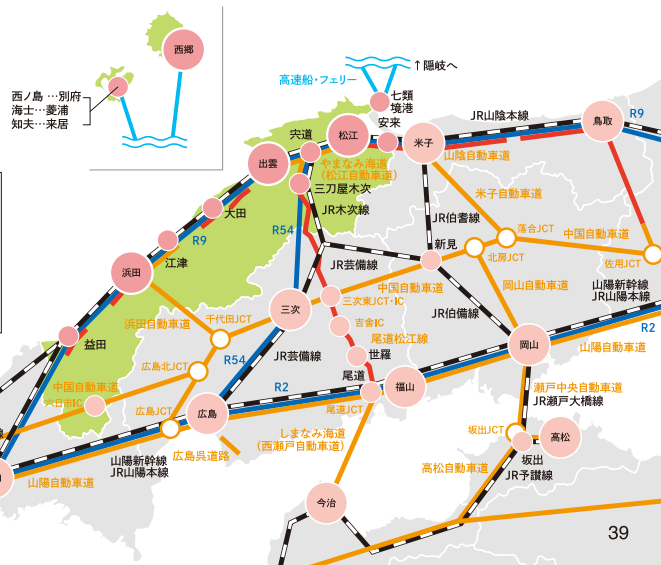 西郷
西ノ島…別府
海士…菱浦
知夫…来居
↑隠岐へ
高速船・フェリー
七類
境港
安来
松江
宍道
出雲
米子
JR山陰本線
鳥取
R9
山陰自動車道
やまなみ海道
(松江自動車道)
三刀屋木次
JR木次線
大田
R9
R54
江津
浜田
益田
米子自動車道
JR伯耆線
落合JCT
中国自動車道
新見
北房JCT
佐用JCT
JR芸備線
中国自動車道
岡山自動車道
山陽新幹線
JR山陽本線
三次
三次東JCT・IC
吉舎IC
JR伯備線
尾道松江線
世羅
千代田JCT
浜田自動車道
広島北JCT
R54
JR芸備線
R2
岡山
山陽自動車道
R2
中国自動車道
六日市IC
広島JCT
広島
尾道
福山
尾道JCT
瀬戸中央自動車道
JR瀬戸大橋線
しまなみ海道
(西瀬戸自動車道)
広島呉道路
坂出JCT
高松
坂出
高松自動車道
JR予讃線
山陽新幹線
JR山陽本線
山陽自動車道
今治
39